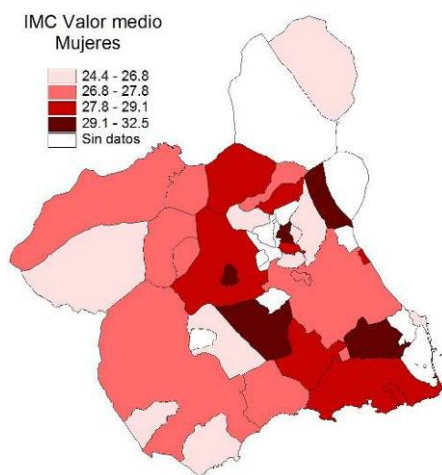 IMC Valor medio
Mujeres
24.4 - 26.8
26.8 - 27.8
27.8 - 29.1
29.1 - 32.5
Sin datos